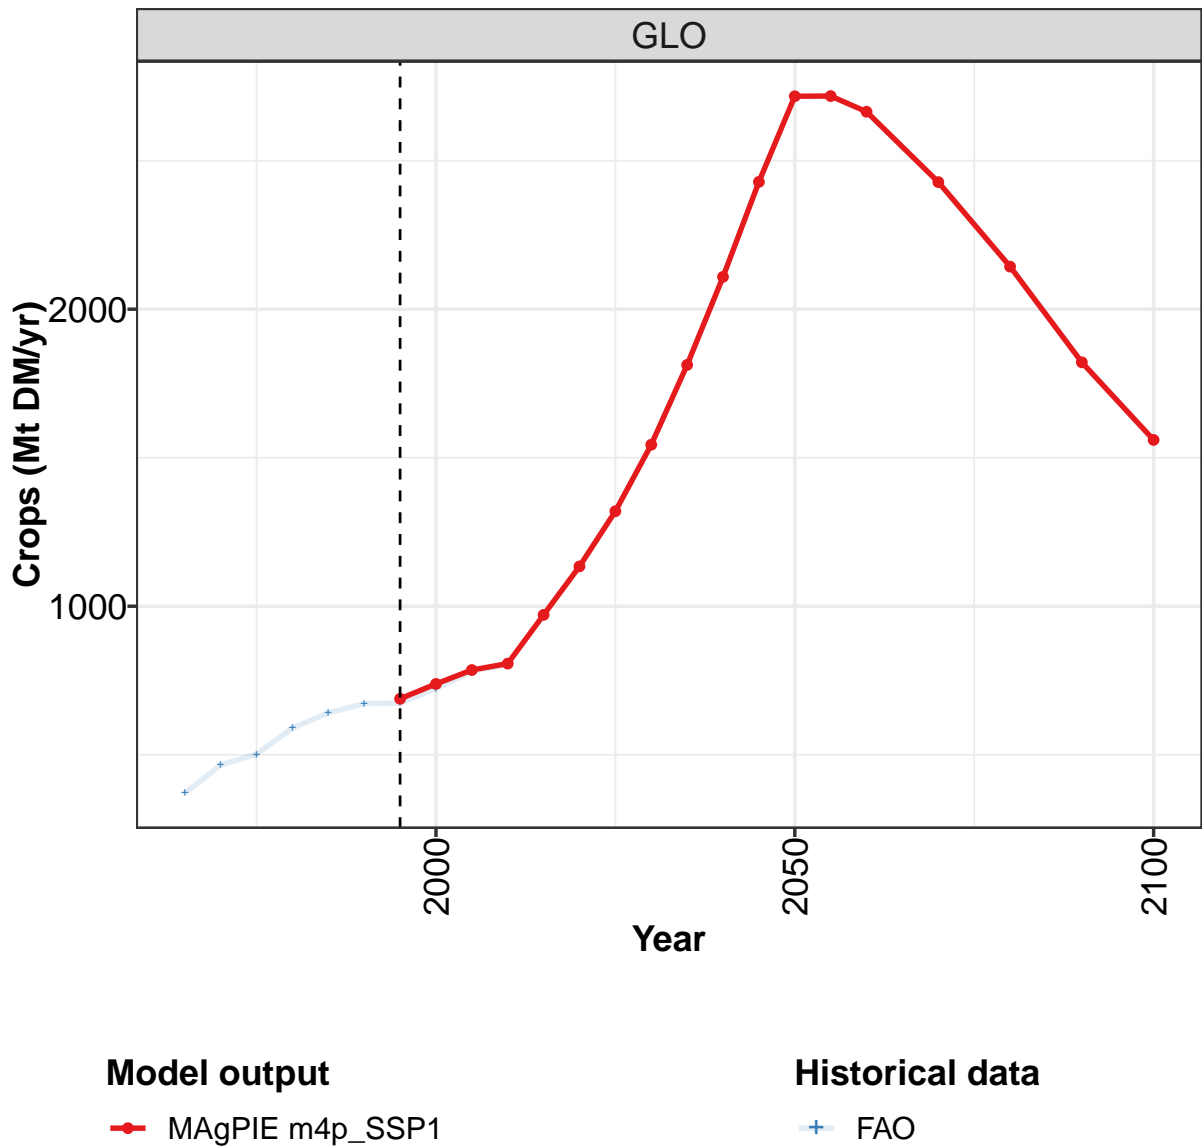 GLO
Crops (Mt DM/yr)
2000
1000
2000
2050
2100
Year
Model output
Historical data
MAgPIE m4p_SSP1
FAO